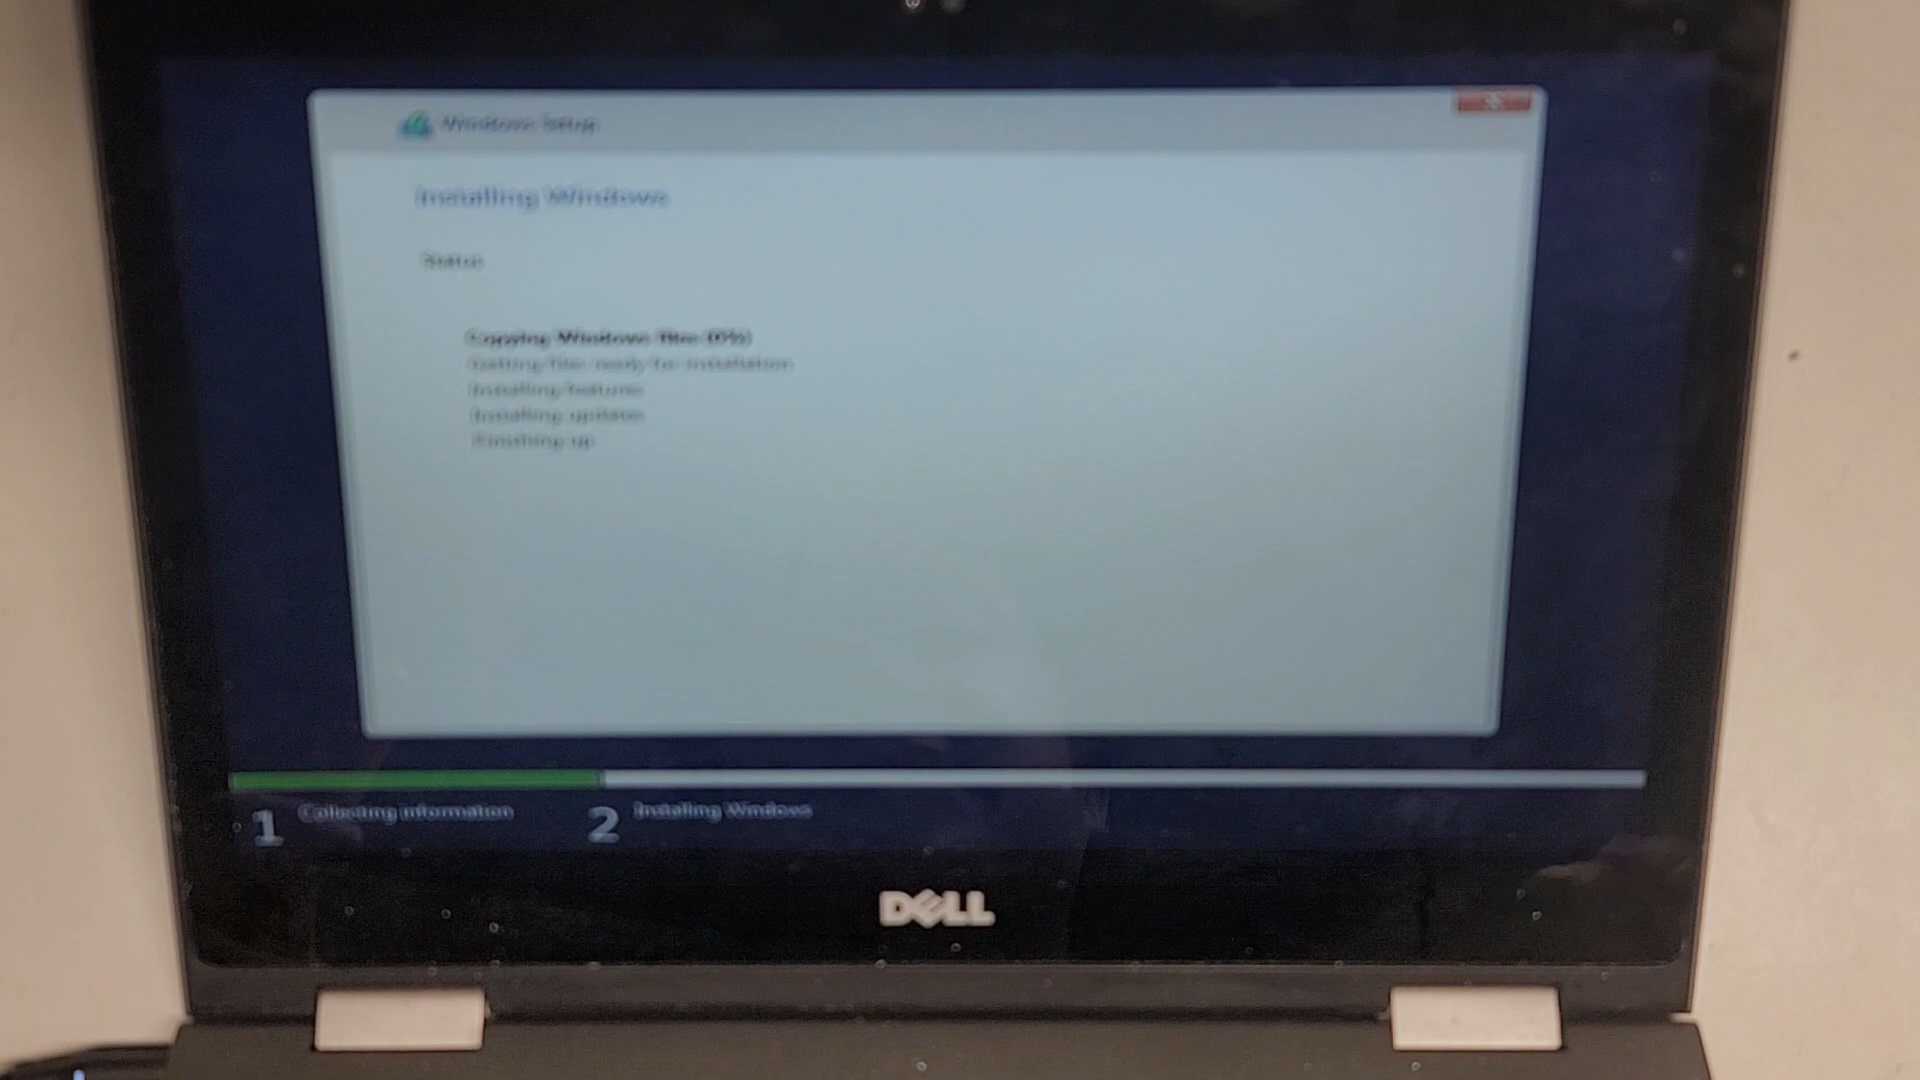 Windows Setup
Installing Windows
Status
Copying Windows files (0%)
Getting files ready for installation
Installing features
Installing updates
Finishing up
1 Collecting information
2 Installing Windows
DELL